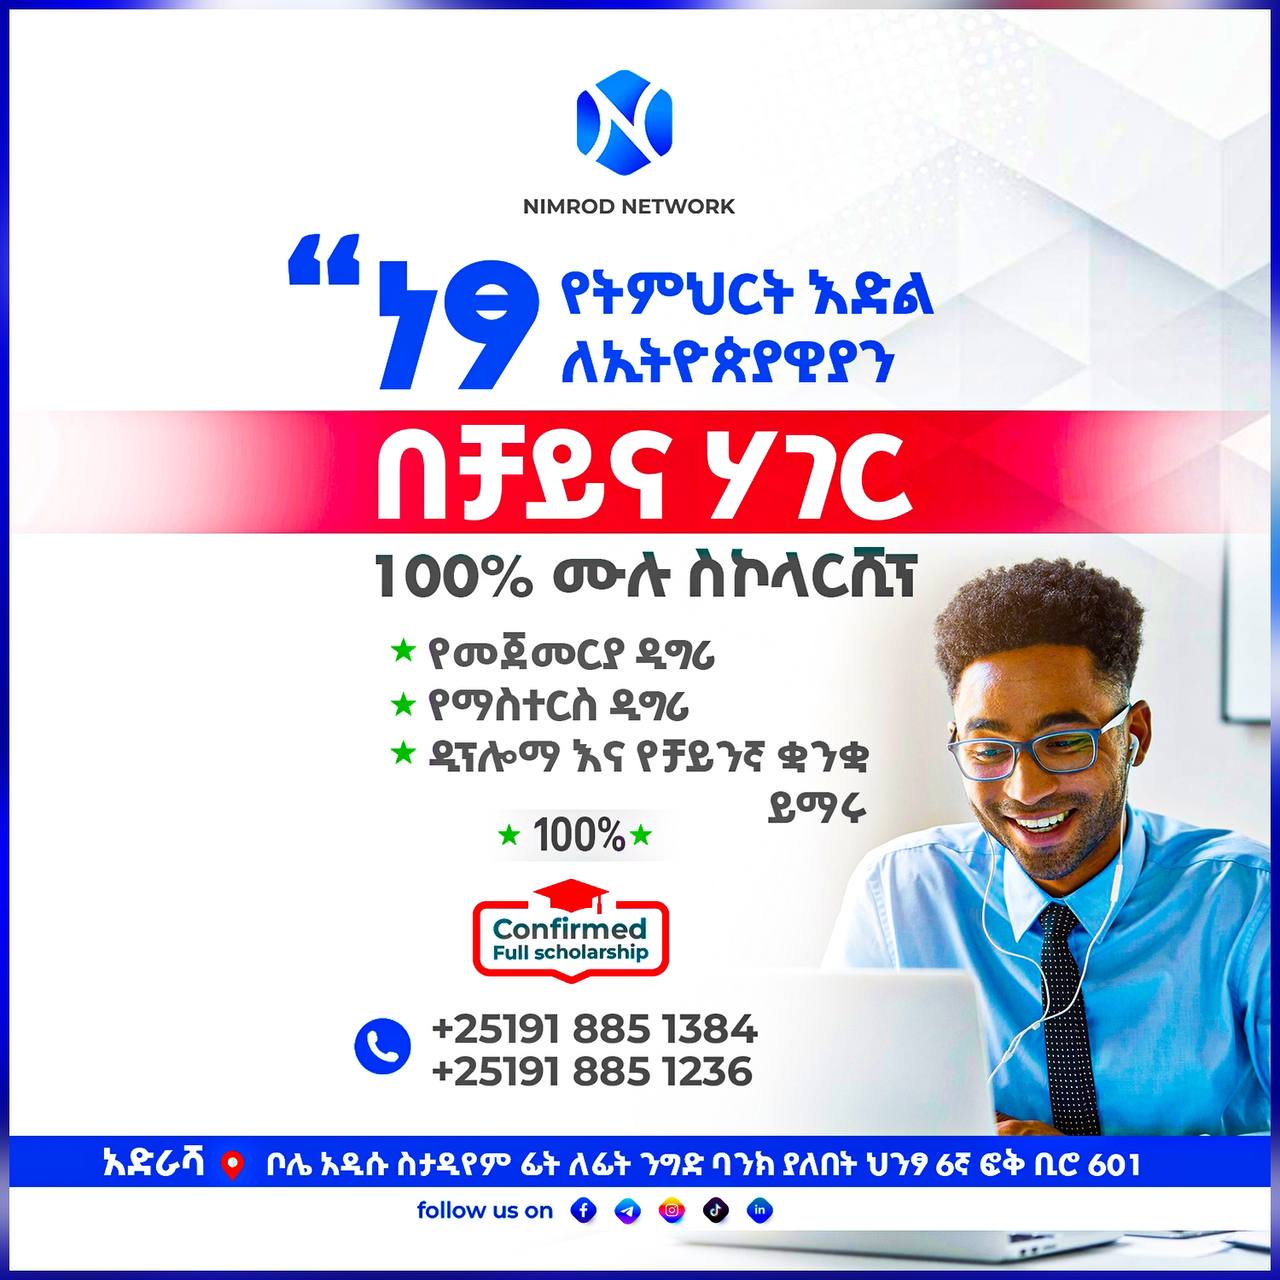 NIMROD NETWORK
“ነፃ የትምህርት እድል
ለኢትዮጵያዊያን
በቻይና ሃገር
100% ሙሉ ስኮላርሺፕ
የመጀመርያ ዲግሪ
የማስተርስ ዲግሪ
ዲፕሎማ እና የቻይንኛ ቋንቋ
ይማሩ
100%
Confirmed
Full scholarship
+25191 885 1384
+25191 885 1236
አድራሻ ቦሌ አዲሱ ስታዲየም ፊት ለፊት ንግድ ባንክ ያለበት ህንፃ 6ኛ ፎቅ ቢሮ 601
follow us on